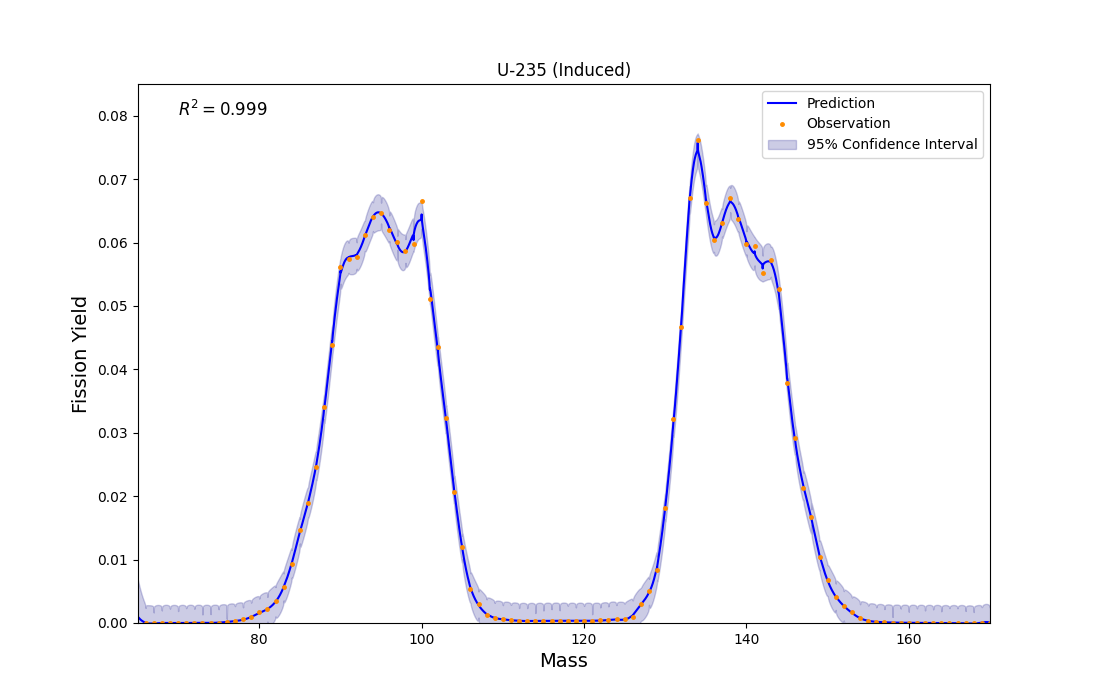 U-235 (Induced)
R² = 0.999
Prediction
Observation
95% Confidence Interval
0.08
0.07
0.06
0.05
0.04
0.03
0.02
0.01
0.00
Fission Yield
80 100 120 140 160
Mass